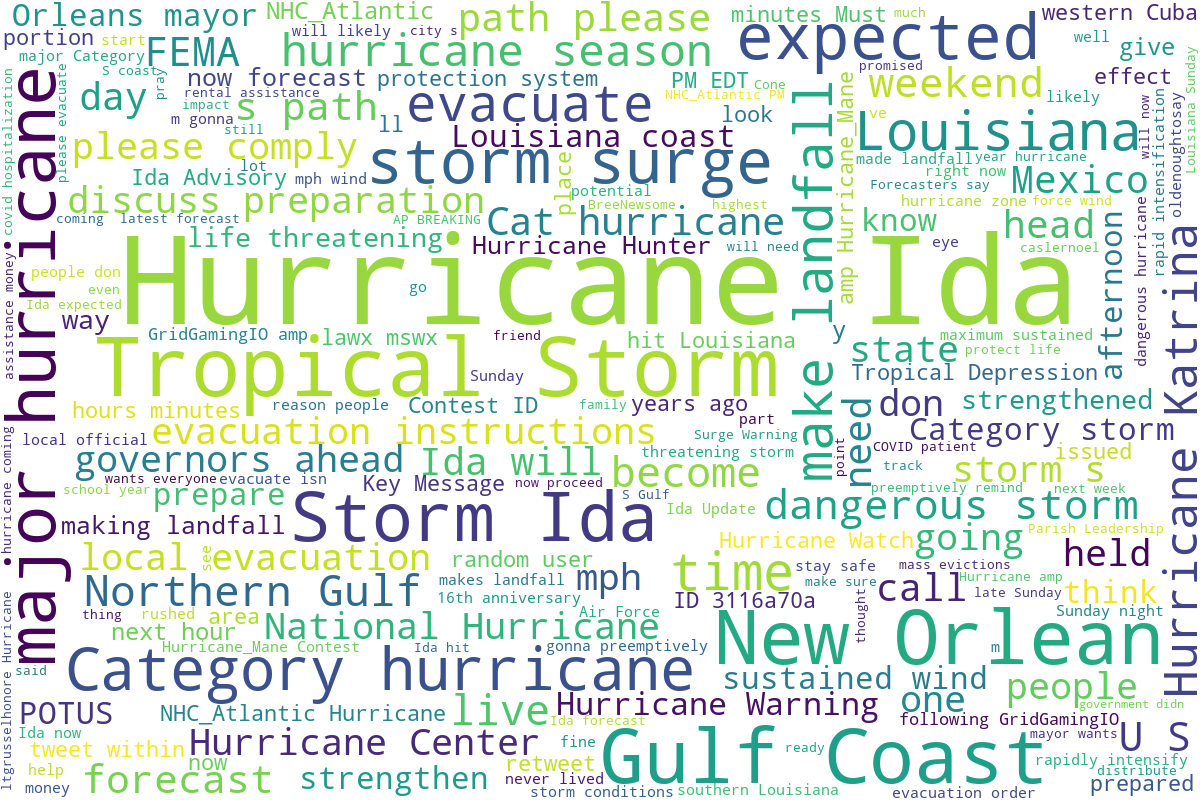 Orleans mayor
NHC_Atlantic
path please
minutes Must
much
western Cuba
portion
start
will likely
city s
expected
well
give
major Category
FEMA
hurricane season
S coast
pray
now forecast
protection system
PM EDT
Cone
promised
effect
day
rental assistance
impact
s path
evacuate
NHC_Atlantic PM
weekend
likely
m gonna
still
ll
look
ve
Louisiana Sunday
covid hospitalization
major hurricane
please evacuate
please comply
lot
Louisiana coast
storm surge
make landfall
amp Hurricane_Mane
Louisiana
will now
oldenoughtosay
made landfall
year hurricane
right now
Ida Advisory
mph wind
place
potential
Forecasters say
Mexico
rapid intensification
discuss preparation
AP BREAKING
BreeNewsome
highest
hurricane zone
force wind
coming
latest forecast
Cat hurricane
know
head
life threatening
Hurricane Hunter
will need
eye
caslernoel
afternoon
dangerous hurricane
Hurricane Katrina
Hurricane Ida
people don
even
Ida expected
assistance money
go
way
GridGamingIO amp
lawx mswx
friend
hit Louisiana
y
maximum sustained
state
protect life
Tropical Storm
Sunday
Tropical Depression
hours minutes
reason people
Contest ID
family
years ago
need
don
strengthened
part
local official
evacuation instructions
Surge Warning
point
Category storm
COVID patient
issued
governors ahead
Ida will
threatening storm
become
track
storm s
wants everyone
evacuate isn
Key Message
now proceed
preemptively remind
next week
school year
prepare
S Gulf
Storm Ida
Ida Update
dangerous storm
making landfall
Parish Leadership
Hurricane Watch
going
hurricane coming
local evacuation
see
random user
time
stay safe
mass evictions
held
Northern Gulf
makes landfall
mph
make sure
call
Hurricane amp
late Sunday
think
thing
rushed
area
16th anniversary
Air Force
ID 3116a70a
thought
Sunday night
next hour
National Hurricane
New Orlean
Hurricane_Mane Contest
Ida hit
gonna preemptively
m
ltgrusselhonore Hurricane
said
Category hurricane
sustained wind
people
POTUS
NHC_Atlantic Hurricane
live
Hurricane Warning
one
government didn
Ida forecast
following GridGamingIO
Ida now
mayor wants
U S
tweet within
Hurricane Center
fine
Gulf Coast
ready
now
retweet
rapidly intensify
help
forecast
strengthen
never lived
distribute
money
storm conditions
southern Louisiana
evacuation order
prepared